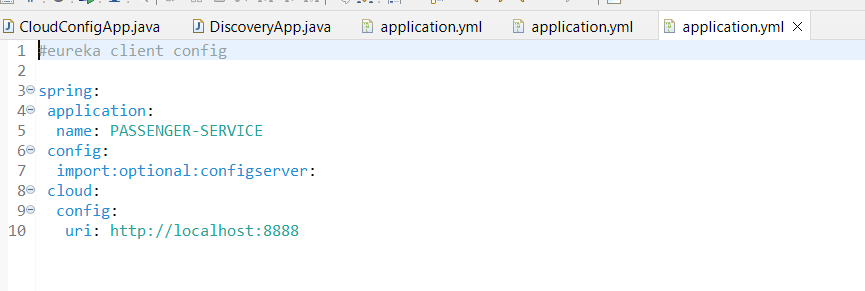 CloudConfigApp.java DiscoveryApp.java application.yml application.yml application.yml
1 #eureka client config
2
3 spring:
4  application:
5   name: PASSENGER-SERVICE
6  config:
7   import:optional:configserver:
8  cloud:
9   config:
10    uri: http://localhost:8888